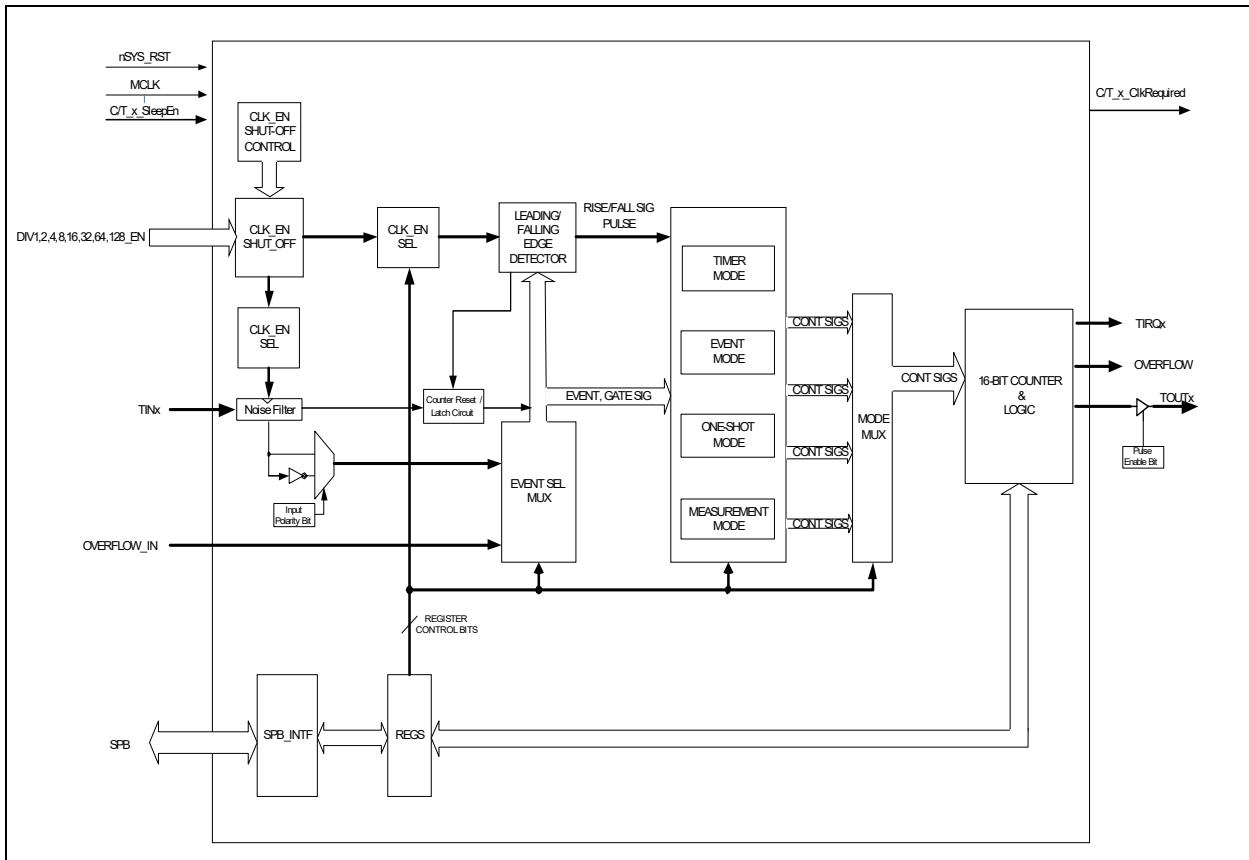 nSYS_RST
MCLK
C/T_x_SleepEn
C/T_x_ClkRequired
CLK_EN
SHUT-OFF
CONTROL
DIV1,2,4,8,16,32,64,128_EN
CLK_EN
SHUT_OFF
CLK_EN
SEL
LEADING/
FALLING
EDGE
DETECTOR
RISE/FALL SIG
PULSE
TIMER
MODE
CLK_EN
SEL
EVENT
MODE
CONT SIGS
CONT SIGS
CONT SIGS
CONT SIGS
MODE
MUX
CONT SIGS
16-BIT COUNTER
&
LOGIC
TIRQx
OVERFLOW
TOUTx
Pulse
Enable Bit
TINx
Noise Filter
Counter Reset /
Latch Circuit
EVENT, GATE SIG
ONE-SHOT
MODE
EVENT SEL
MUX
Input
Polarity Bit
MEASUREMENT
MODE
OVERFLOW_IN
REGISTER
CONTROL BITS
SPB
SPB_INTF
REGS